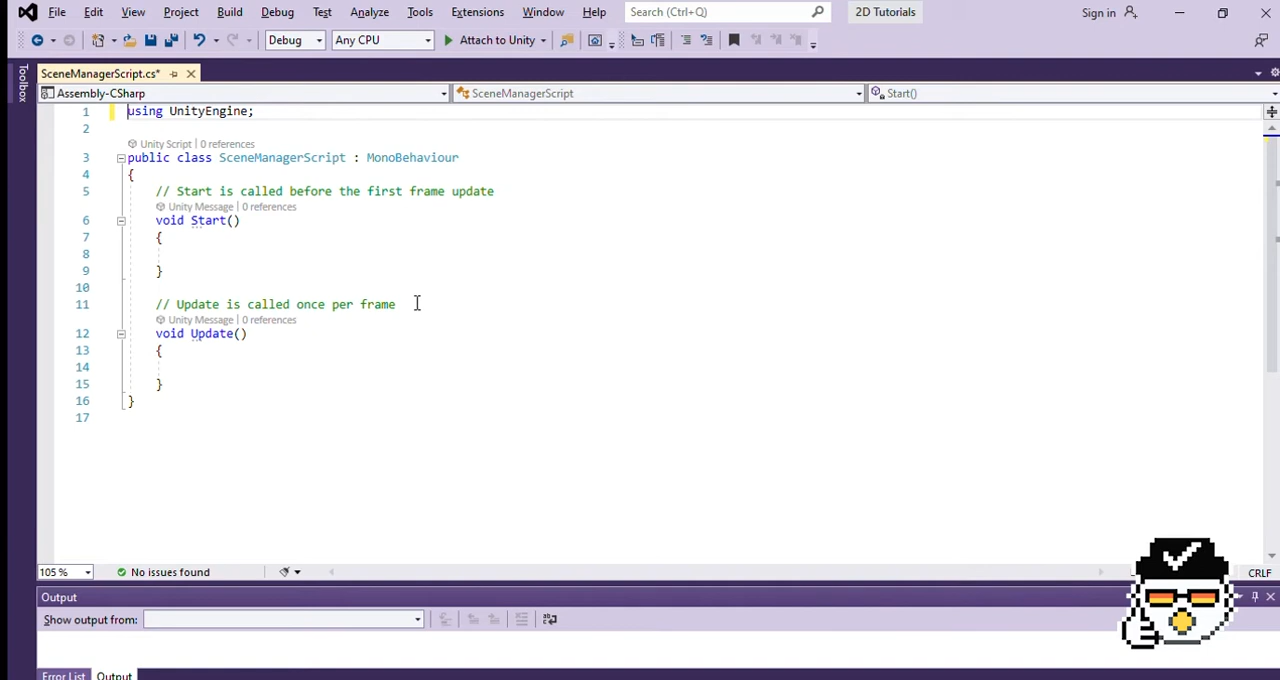 File Edit View Project Build Debug Test Analyze Tools Extensions Window Help Search (Ctrl+Q) 2D Tutorials Sign in
Debug Any CPU Attach to Unity
Toolbox
SceneManagerScript.cs*
Assembly-CSharp SceneManagerScript Start()
1 using UnityEngine;
2
Unity Script | 0 references
3 public class SceneManagerScript : MonoBehaviour
4 {
5 // Start is called before the first frame update
Unity Message | 0 references
6 void Start()
7 {
8
9 }
10
11 // Update is called once per frame
Unity Message | 0 references
12 void Update()
13 {
14
15 }
16 }
17
105 % No issues found CRLF
Output
Show output from:
Error List Output